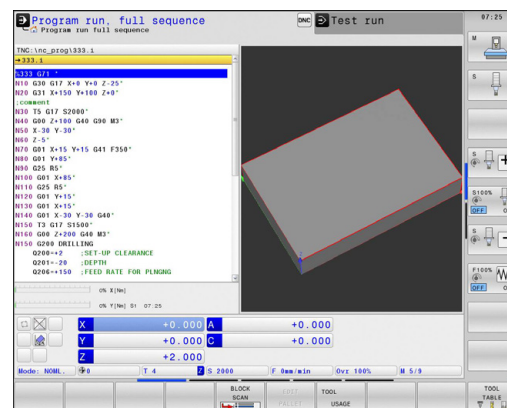 Program run, full sequence
Program run full sequence
DNC
Test run
07:25
TNC:\nc_prog\333.i
→333.i
%333 G71 *
N10 G30 G17 X+0 Y+0 Z-25*
N20 G31 X+150 Y+100 Z+0*
;comment
N30 T5 G17 S2000*
N40 G00 Z+100 G40 G90 M3*
N50 X-30 Y-30*
N60 Z-5*
N70 G01 X+15 Y+15 G41 F350*
N80 G01 Y+85*
N90 G25 R5*
N100 G01 X+85*
N110 G25 R5*
N120 G01 Y+15*
N130 G01 X+15*
N140 G01 X-30 Y-30 G40*
N150 T3 G17 S1500*
N160 G00 Z+200 G40 M3*
N150 G200 DRILLING
Q200=+2 ;SET-UP CLEARANCE
Q201=-20 ;DEPTH
Q206=+150 ;FEED RATE FOR PLNGNG
0% X[Nm]
0% Y[Nm] S1 07:25
X +0.000 A +0.000
Y +0.000 C +0.000
Z +2.000
Mode: NOML. 0 T 4 Z S 2000 F 0mm/min Ovr 100% M 5/9
M
S
S
S100%
OFF
S
F100%
OFF
BLOCK
SCAN
TOOL
USAGE
TOOL
TABLE